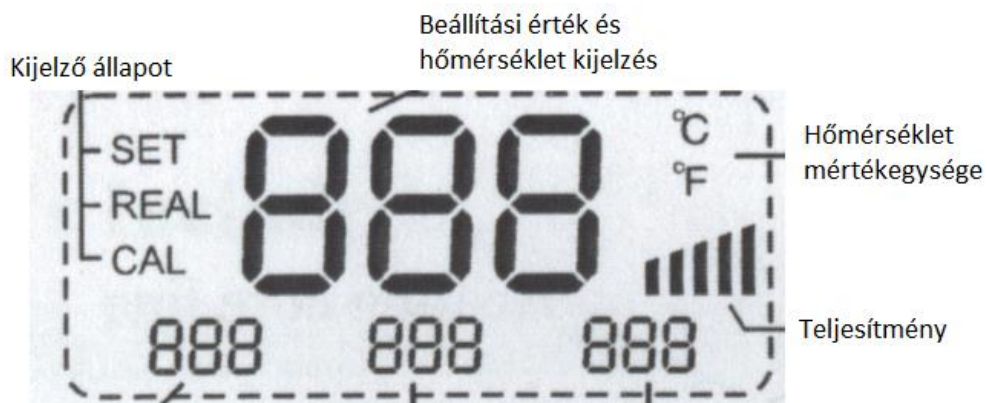 Beállítási érték és
hőmérséklet kijelzés
Kijelző állapot
SET
REAL
CAL
888
°C
°F
Hőmérséklet
mértékegysége
Teljesítmény
888 888 888